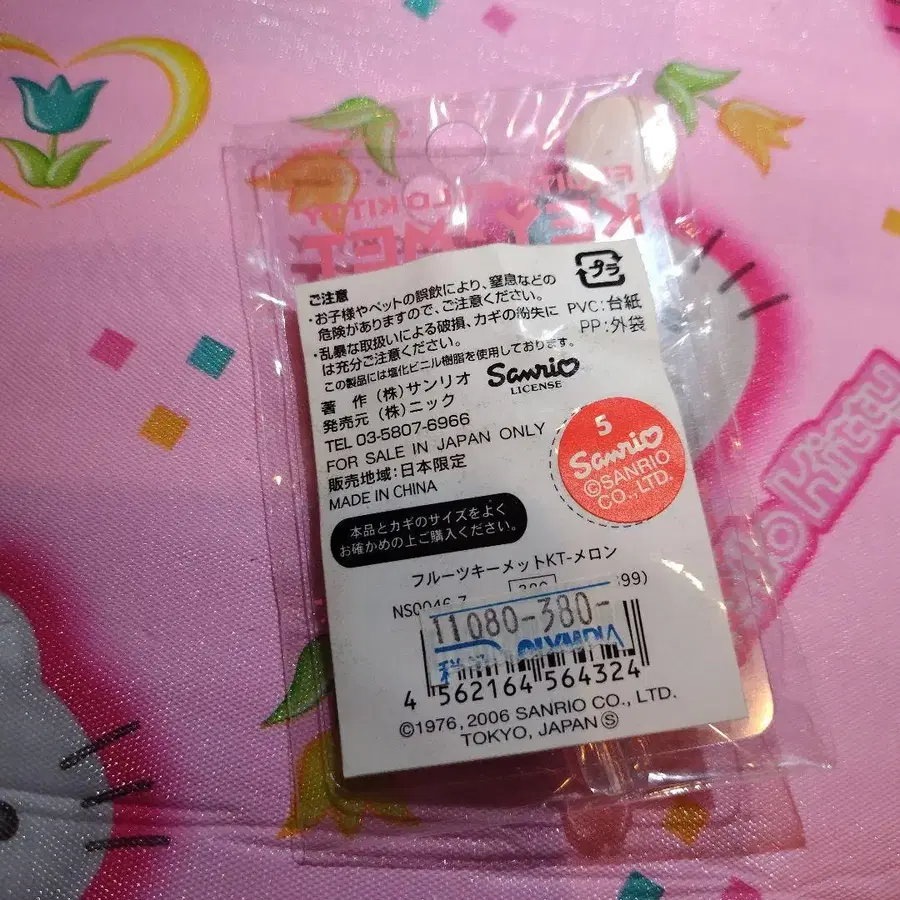 ご注意
・お子様やペットの誤飲により、窒息などの
危険がありますので、ご注意ください。
・乱暴な取扱いによる破損、カギの紛失に
は充分ご注意ください。
この製品には塩化ビニル樹脂を使用しております。
プラ
PVC:台紙
PP:外袋
Sanrio
LICENSE
著 作 (株)サンリオ
発売元 (株)ニック
TEL 03-5807-6966
FOR SALE IN JAPAN ONLY
販売地域:日本限定
MADE IN CHINA
5
Sanrio
©SANRIO
CO., LTD.
本品とカギのサイズをよく
お確かめの上ご購入ください。
フルーツキーメットKT-メロン
11080-380-
OLYMPIA
4 562164 564324
©1976, 2006 SANRIO CO., LTD.
TOKYO, JAPAN Ⓢ
Kitty